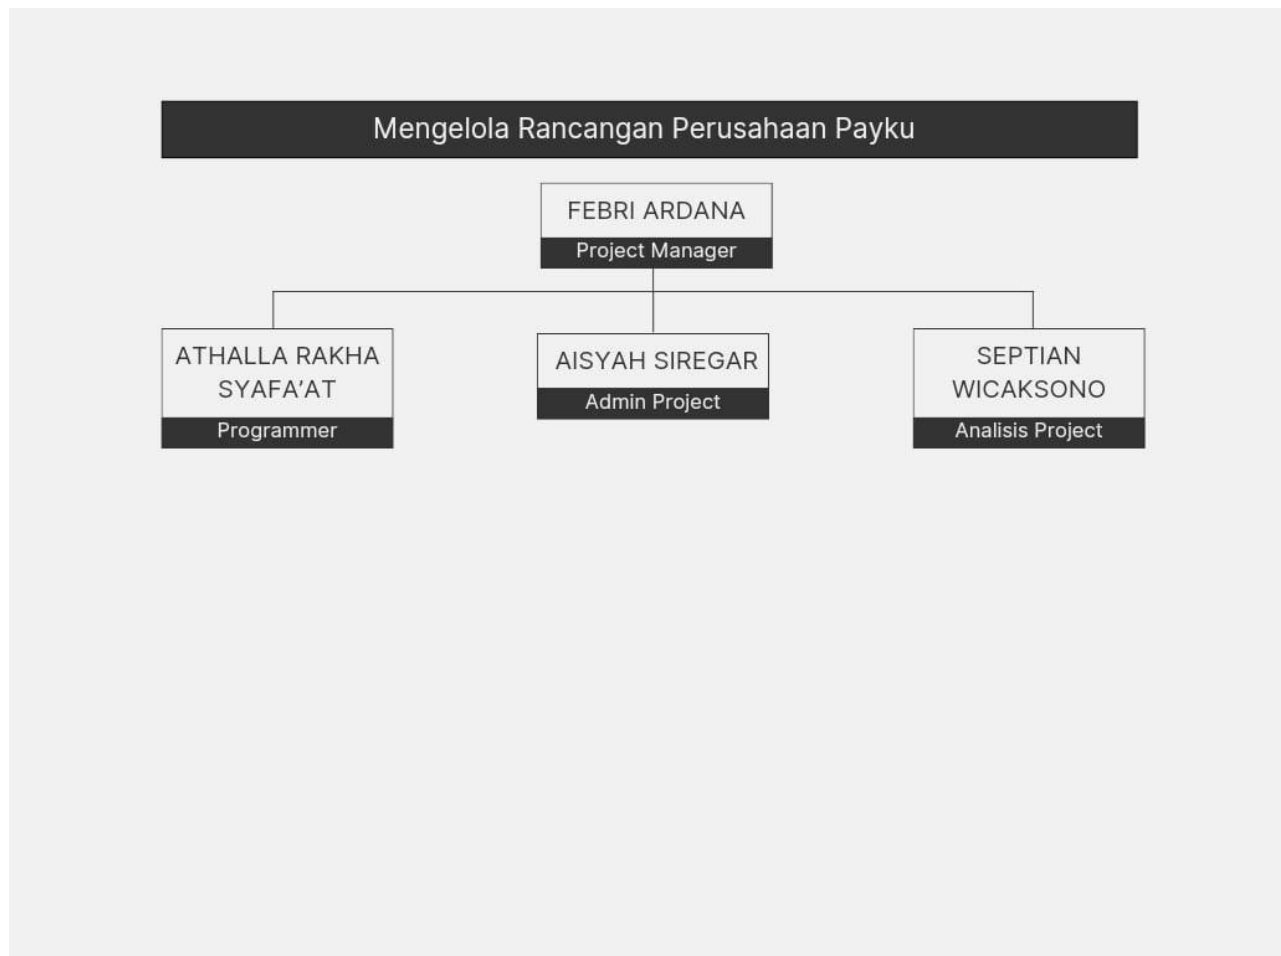 Mengelola Rancangan Perusahaan Payku
FEBRI ARDANA
Project Manager
ATHALLA RAKHA
SYAFA’AT
Programmer
AISYAH SIREGAR
Admin Project
SEPTIAN
WICAKSONO
Analisis Project